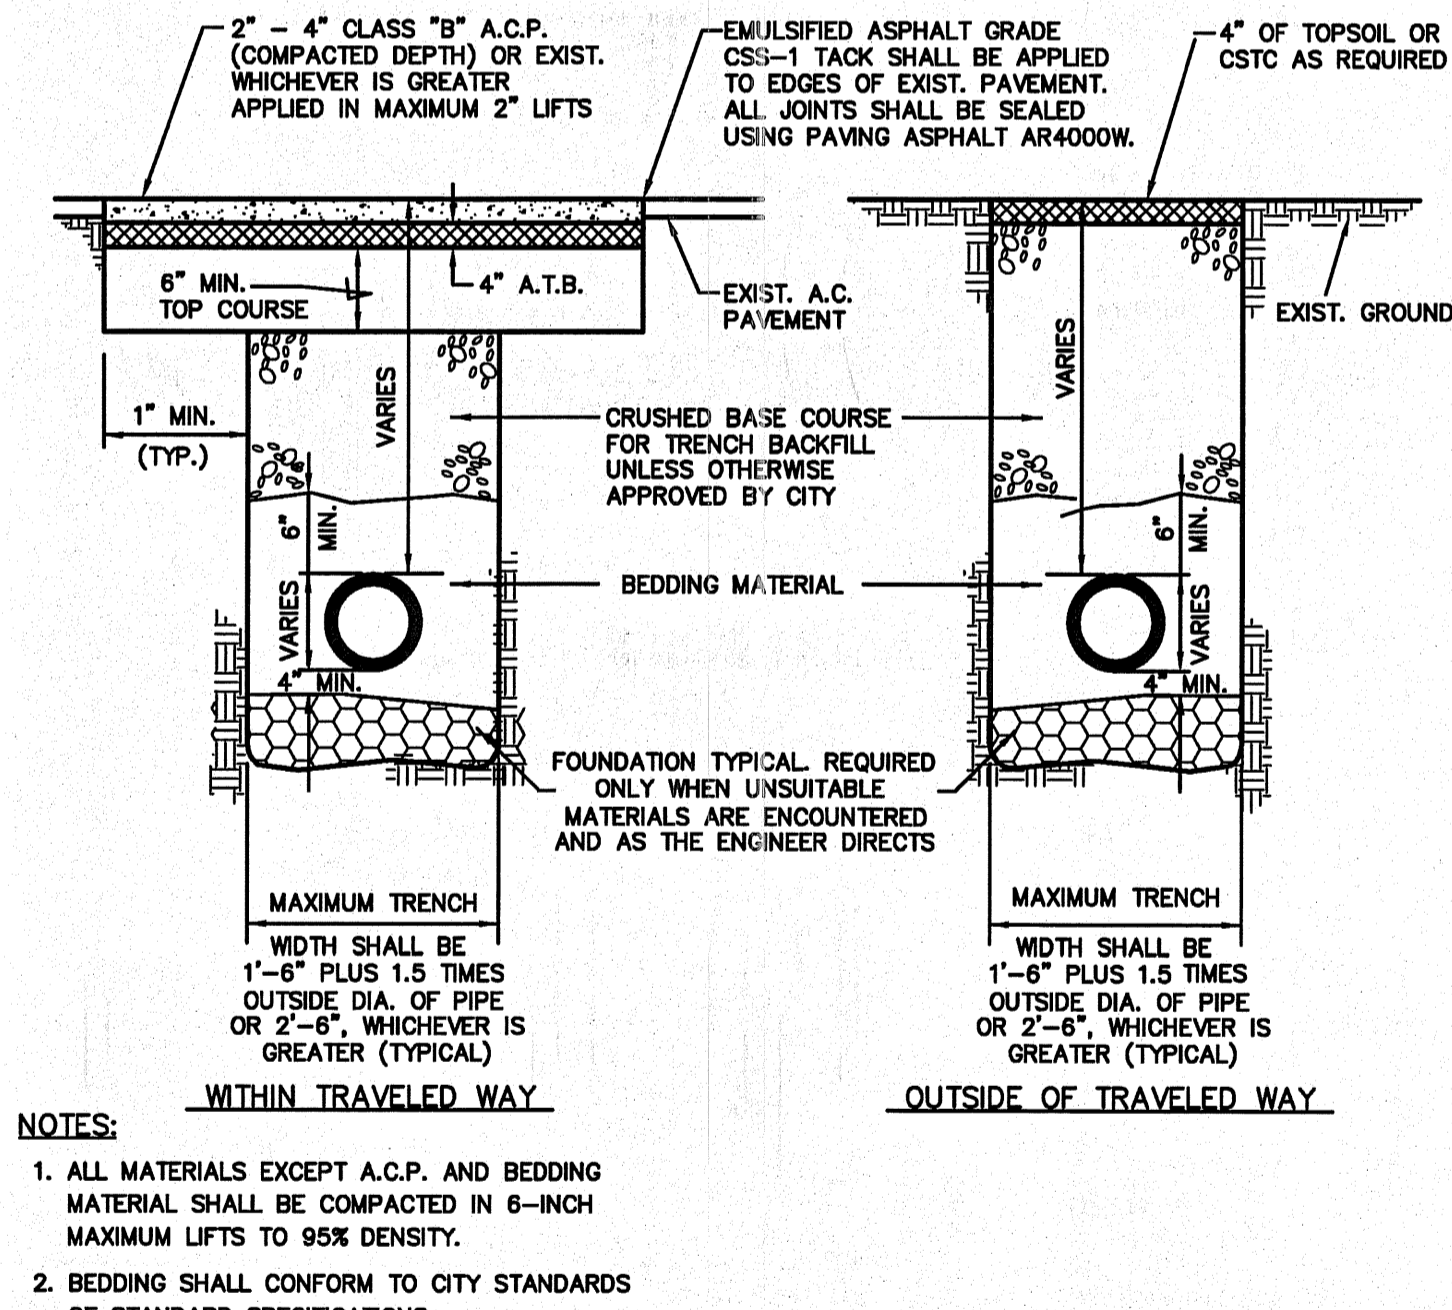 2" – 4" CLASS "B" A.C.P.
(COMPACTED DEPTH) OR EXIST.
WHICHEVER IS GREATER
APPLIED IN MAXIMUM 2" LIFTS
EMULSIFIED ASPHALT GRADE
CSS–1 TACK SHALL BE APPLIED
TO EDGES OF EXIST. PAVEMENT.
ALL JOINTS SHALL BE SEALED
USING PAVING ASPHALT AR4000W.
4" OF TOPSOIL OR
CSTC AS REQUIRED
6" MIN.
TOP COURSE
4" A.T.B.
EXIST. A.C.
PAVEMENT
EXIST. GROUND
VARIES
VARIES
1" MIN.
(TYP.)
CRUSHED BASE COURSE
FOR TRENCH BACKFILL
UNLESS OTHERWISE
APPROVED BY CITY
6"
MIN.
6"
MIN.
BEDDING MATERIAL
VARIES
VARIES
4" MIN.
4" MIN.
FOUNDATION TYPICAL. REQUIRED
ONLY WHEN UNSUITABLE
MATERIALS ARE ENCOUNTERED
AND AS THE ENGINEER DIRECTS
MAXIMUM TRENCH
WIDTH SHALL BE
1'–6" PLUS 1.5 TIMES
OUTSIDE DIA. OF PIPE
OR 2'–6", WHICHEVER IS
GREATER (TYPICAL)
WITHIN TRAVELED WAY
MAXIMUM TRENCH
WIDTH SHALL BE
1'–6" PLUS 1.5 TIMES
OUTSIDE DIA. OF PIPE
OR 2'–6", WHICHEVER IS
GREATER (TYPICAL)
OUTSIDE OF TRAVELED WAY
NOTES:
1. ALL MATERIALS EXCEPT A.C.P. AND BEDDING
MATERIAL SHALL BE COMPACTED IN 6–INCH
MAXIMUM LIFTS TO 95% DENSITY.
2. BEDDING SHALL CONFORM TO CITY STANDARDS